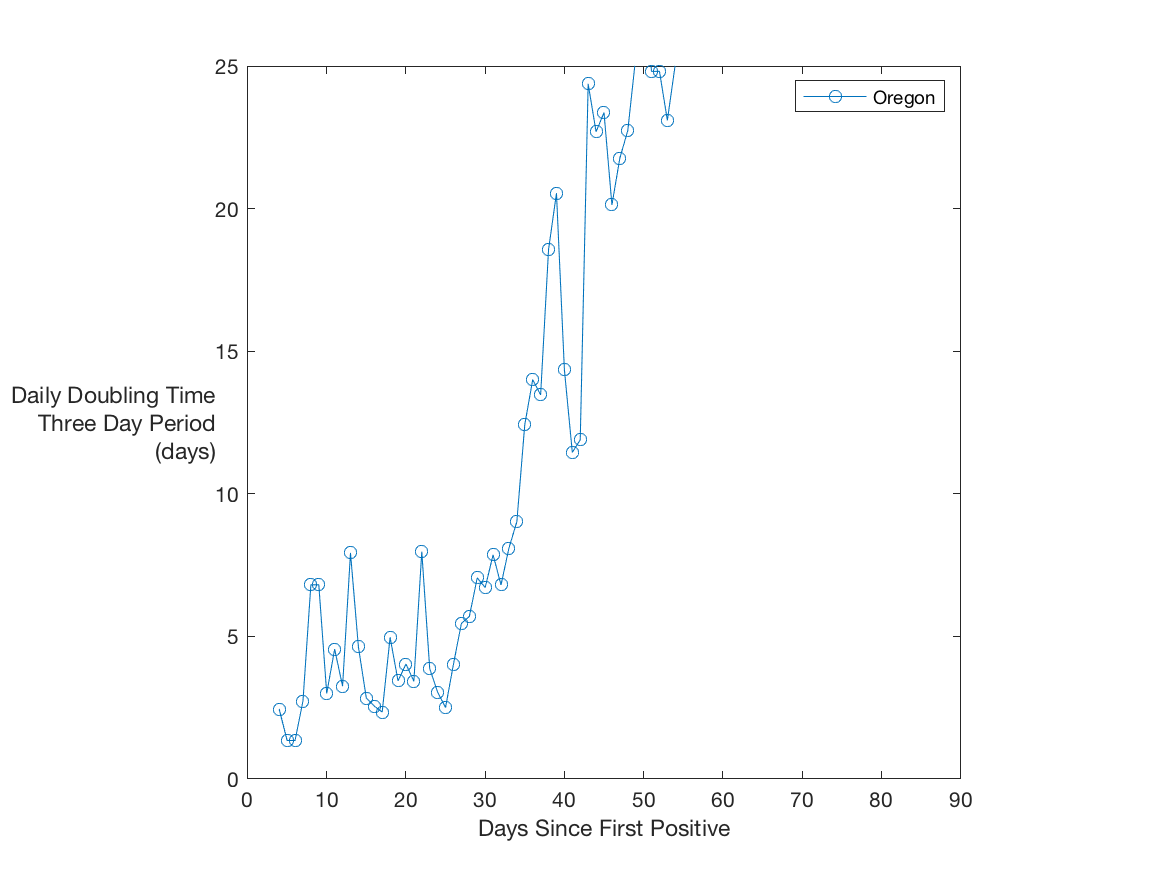 25
20
15
10
5
0
Daily Doubling Time
Three Day Period
(days)
Oregon
0 10 20 30 40 50 60 70 80 90
Days Since First Positive